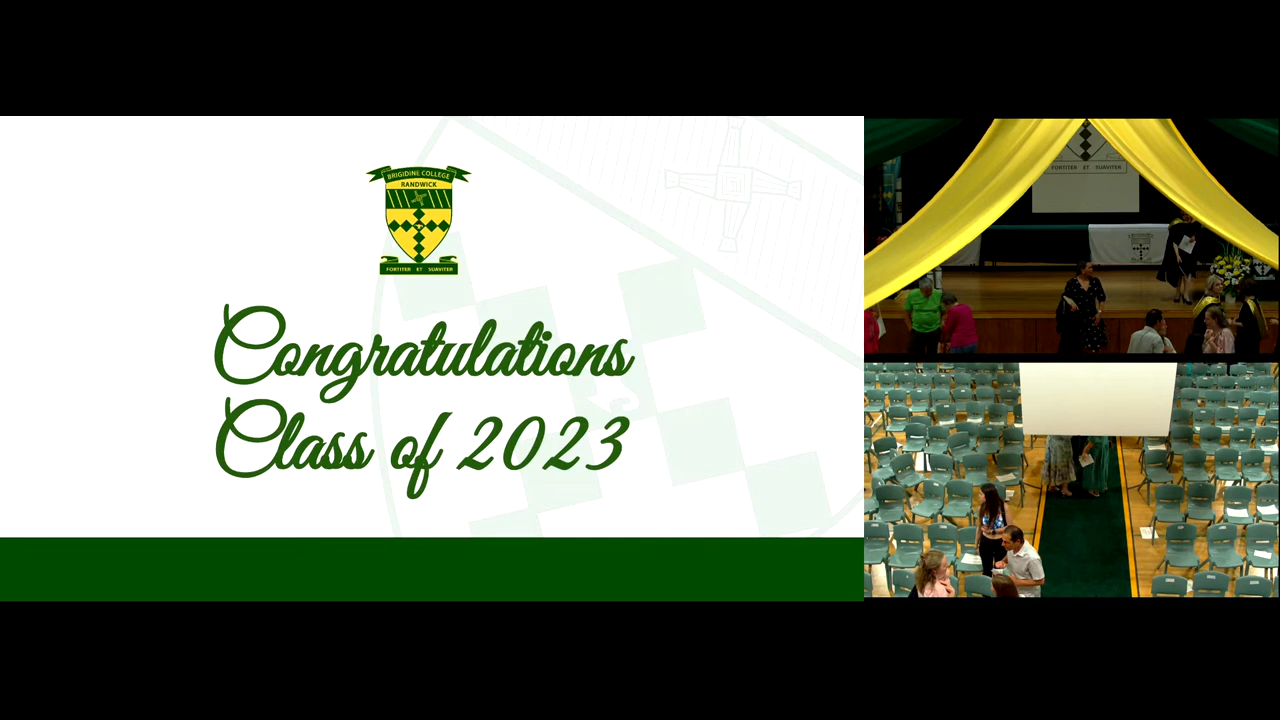 BRIGIDINE COLLEGE
RANDWICK
FORTITER ET SUAVITER
Congratulations
Class of 2023
FORTITER ET SUAVITER